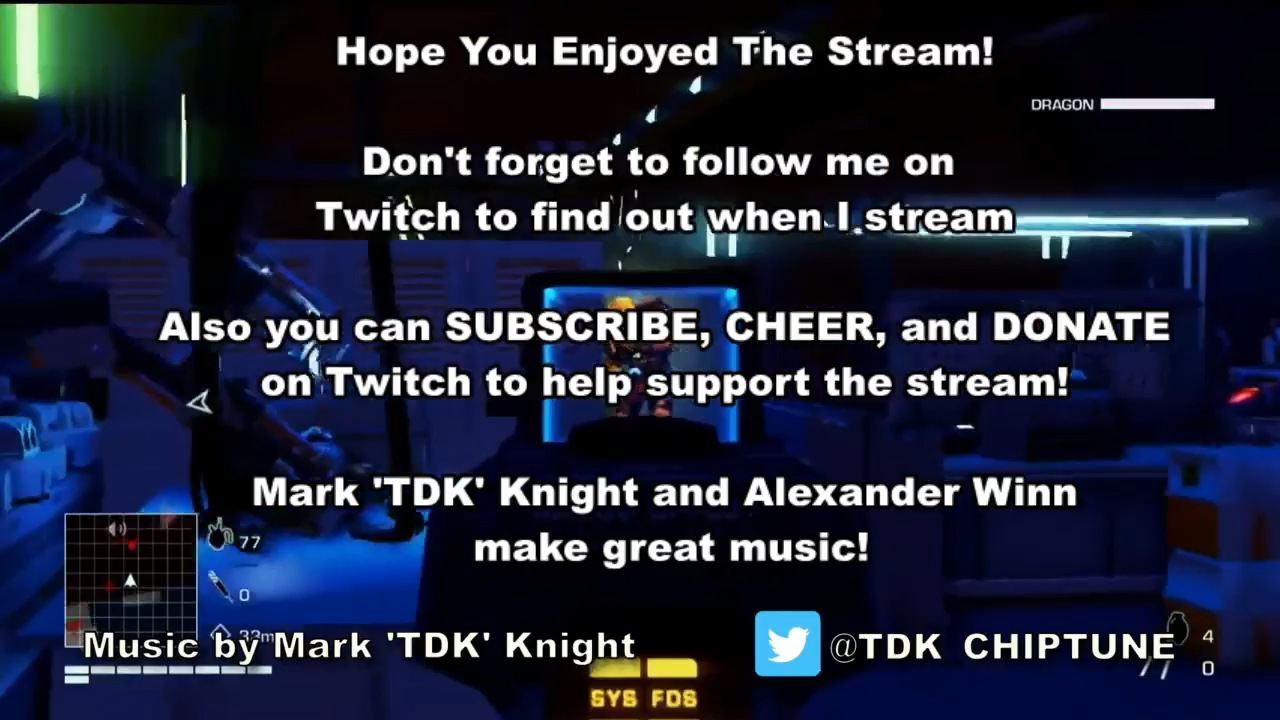 Hope You Enjoyed The Stream!
DRAGON
Don't forget to follow me on
Twitch to find out when I stream
Also you can SUBSCRIBE, CHEER, and DONATE
on Twitch to help support the stream!
Mark 'TDK' Knight and Alexander Winn
make great music!
77
0
33m
Music by Mark 'TDK' Knight
@TDK_CHIPTUNE
4
0
SYS FDS